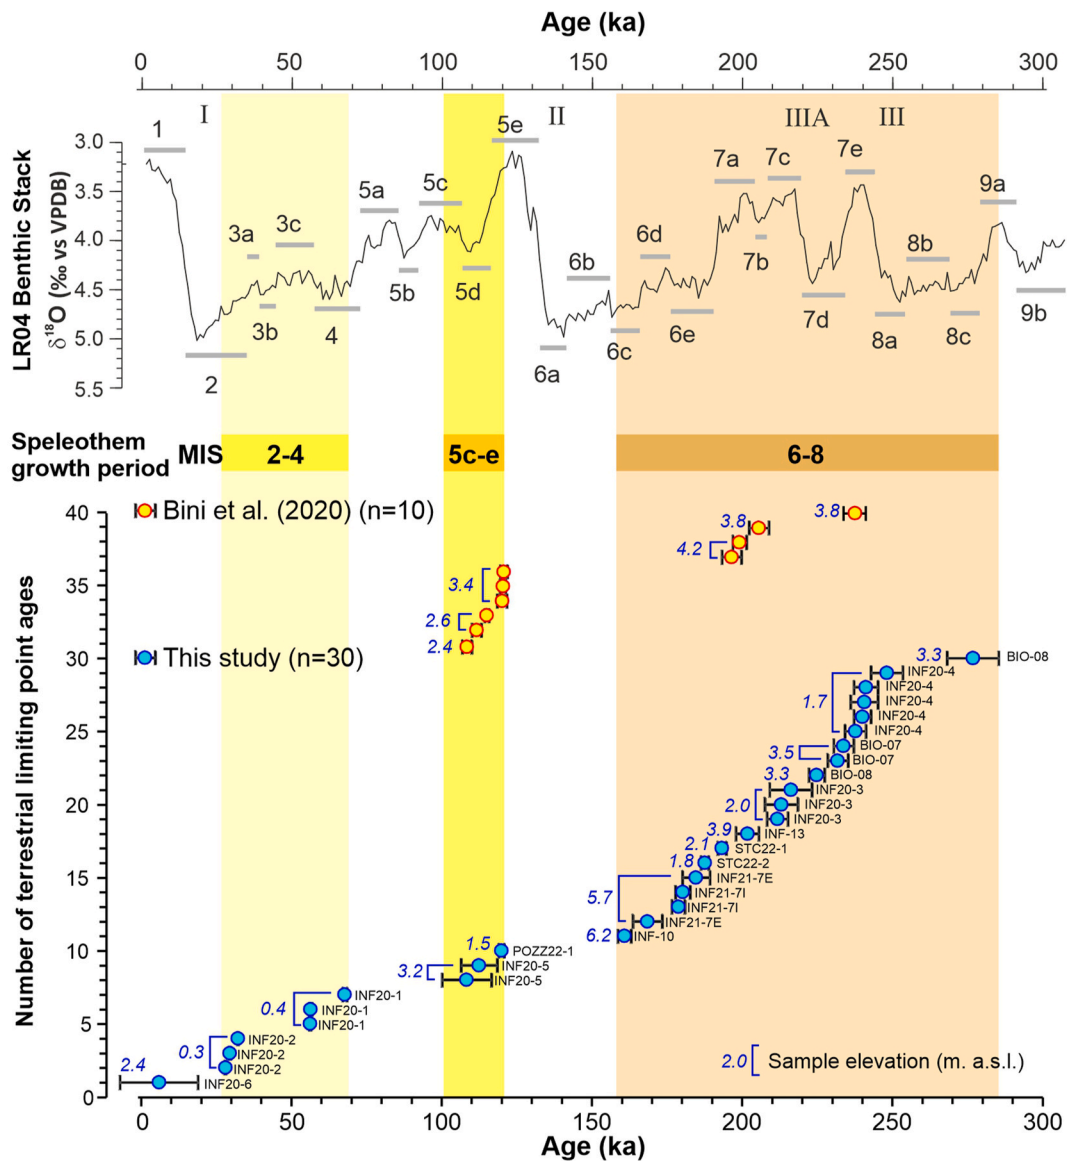 Age (ka)
0 50 100 150 200 250 300
I II IIIA III
1 5e 7a 7c 7e
5a 5c 9a
3a 3c 6d 8b
6b 7b
3b 4 5b 5d 6e 7d 8a 8c 9b
2 6a 6c
LR04 Benthic Stack
δ¹⁸O (‰ vs VPDB)
3.0
3.5
4.0
4.5
5.0
5.5
Speleothem
growth period MIS 2-4 5c-e 6-8
Bini et al. (2020) (n=10)
This study (n=30)
Number of terrestrial limiting point ages
40
35
30
25
20
15
10
5
0
3.8
3.8
4.2
3.4
2.6
2.4
3.3 BIO-08
INF20-4
INF20-4
1.7 INF20-4
INF20-4
INF20-4
3.5 BIO-07
BIO-07
3.3 BIO-08
INF20-3
2.0 INF20-3
INF20-3
3.9 INF-13
2.1 STC22-1
1.8 STC22-2
INF21-7E
5.7 INF21-7I
INF21-7I
INF21-7E
6.2 INF-10
1.5 POZZ22-1
3.2 INF20-5
INF20-5
INF20-1
0.4 INF20-1
INF20-1
INF20-2
0.3 INF20-2
INF20-2
2.4 INF20-6
2.0 Sample elevation (m. a.s.l.)
0 50 100 150 200 250 300
Age (ka)